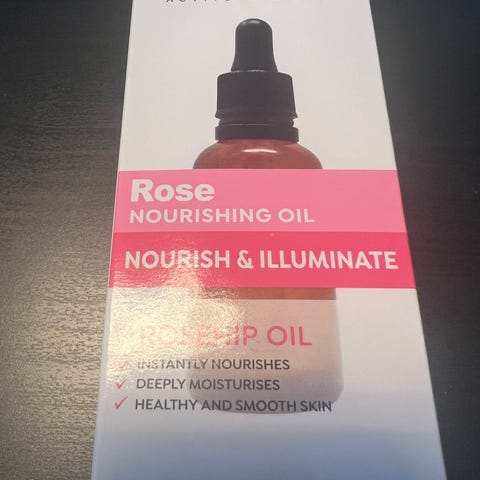 Rose
NOURISHING OIL
NOURISH & ILLUMINATE
ROSEHIP OIL
✓ INSTANTLY NOURISHES
✓ DEEPLY MOISTURISES
✓ HEALTHY AND SMOOTH SKIN